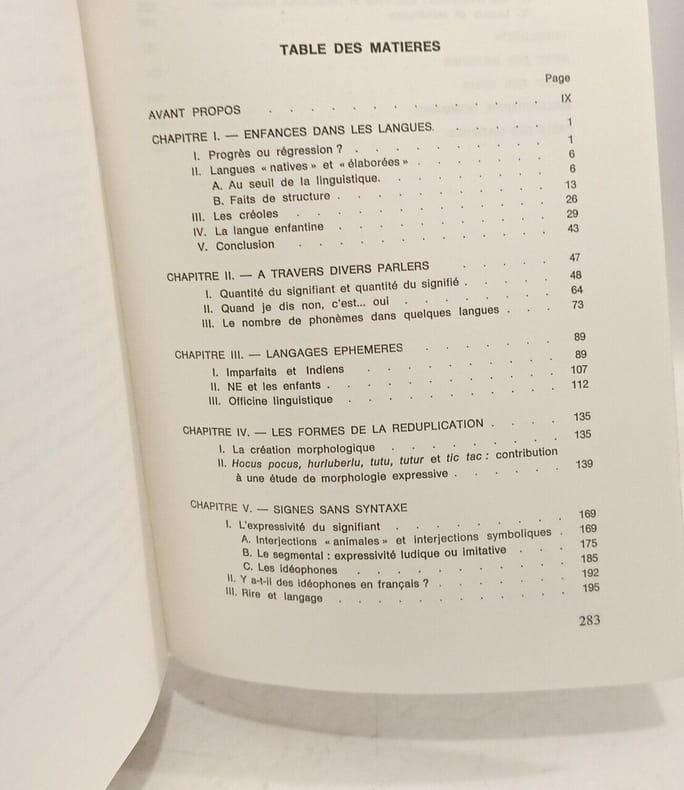 TABLE DES MATIERES
Page
AVANT PROPOS . . . . . . . . . . . . . . IX
CHAPITRE I. — ENFANCES DANS LES LANGUES. . . . . . 1
I. Progrès ou régression ? . . . . . . . . . 1
II. Langues « natives » et « élaborées » . . . . . . 6
A. Au seuil de la linguistique. . . . . . . . 6
B. Faits de structure . . . . . . . . . 13
III. Les créoles . . . . . . . . . . 26
IV. La langue enfantine . . . . . . . . . 29
V. Conclusion . . . . . . . . . . 43
CHAPITRE II. — A TRAVERS DIVERS PARLERS . . . . . 47
I. Quantité du signifiant et quantité du signifié . . . . 48
II. Quand je dis non, c'est... oui . . . . . . 64
III. Le nombre de phonèmes dans quelques langues . . . 73
CHAPITRE III. — LANGAGES EPHEMERES . . . . . . 89
I. Imparfaits et Indiens . . . . . . . . 89
II. NE et les enfants . . . . . . . . . 107
III. Officine linguistique . . . . . . . . 112
CHAPITRE IV. — LES FORMES DE LA REDUPLICATION . . . . 135
I. La création morphologique . . . . . . . 135
II. Hocus pocus, hurluberlu, tutu, tutur et tic tac : contribution
à une étude de morphologie expressive . . . . . 139
CHAPITRE V. — SIGNES SANS SYNTAXE
I. L'expressivité du signifiant . . . . . . . 169
A. Interjections « animales » et interjections symboliques . 169
B. Le segmental : expressivité ludique ou imitative . . . 175
C. Les idéophones . . . . . . . . 185
II. Y a-t-il des idéophones en français ? . . . . . 192
III. Rire et langage . . . . . . . . . 195
283